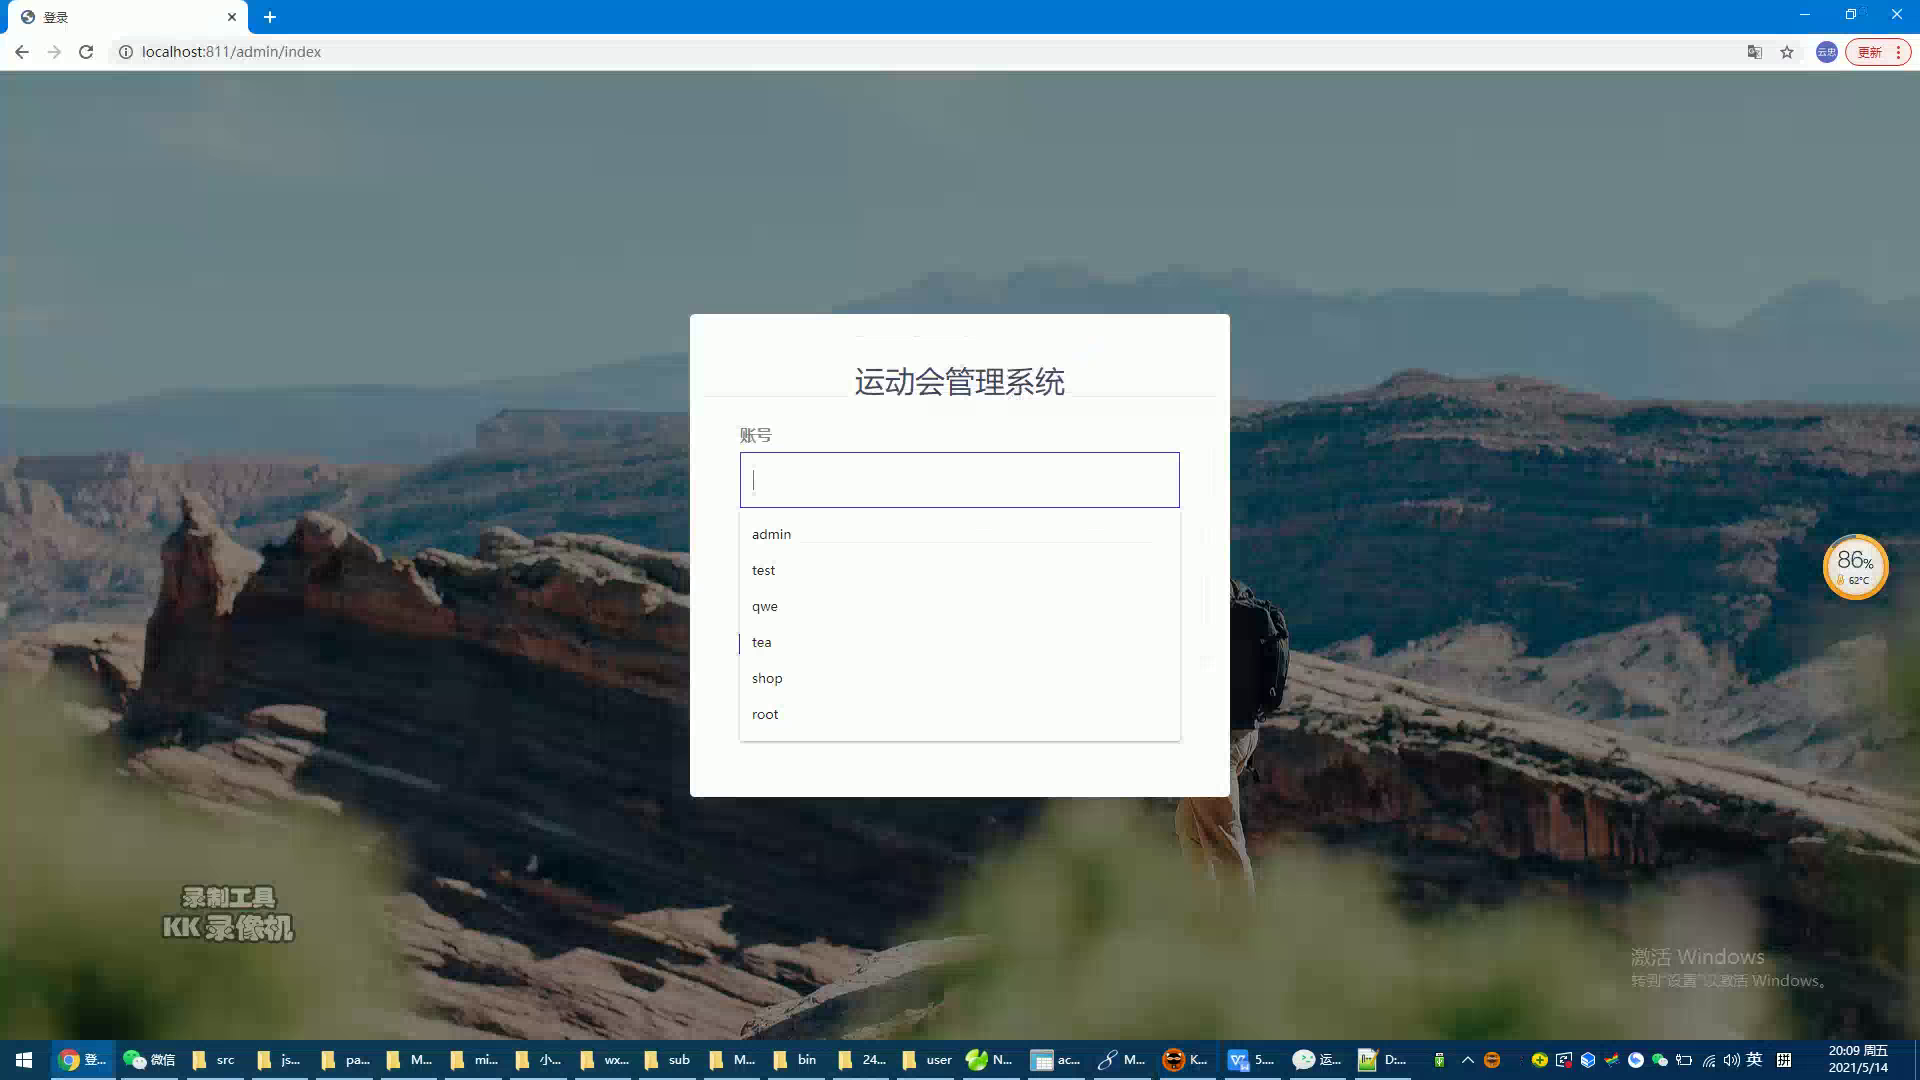 登录
localhost:811/admin/index
云忠
更新
运动会管理系统
账号
admin
test
qwe
tea
shop
root
86%
62°C
录制工具
KK 录像机
激活 Windows
转到"设置"以激活 Windows。
登...
微信
src
js...
pa...
M...
mi...
小...
wx...
sub
M...
bin
24...
user
N...
ac...
M...
K...
5....
运...
D:...
英
拼
20:09 周五
2021/5/14